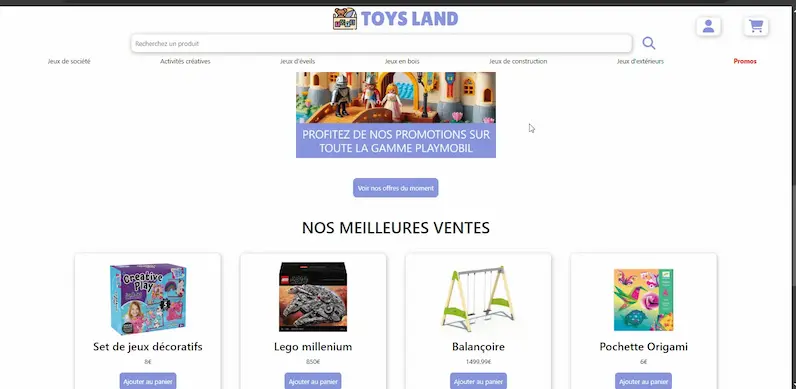 TOYS LAND
Recherchez un produit
Jeux de société
Activités créatives
Jeux d'éveils
Jeux en bois
Jeux de construction
Jeux d'extérieurs
Promos
PROFITEZ DE NOS PROMOTIONS SUR
TOUTE LA GAMME PLAYMOBIL
Voir nos offres du moment
NOS MEILLEURES VENTES
Creative
Play
Set de jeux décoratifs
8€
Ajouter au panier
Lego millenium
850€
Ajouter au panier
Balançoire
1499,99€
Ajouter au panier
Pochette Origami
6€
Ajouter au panier